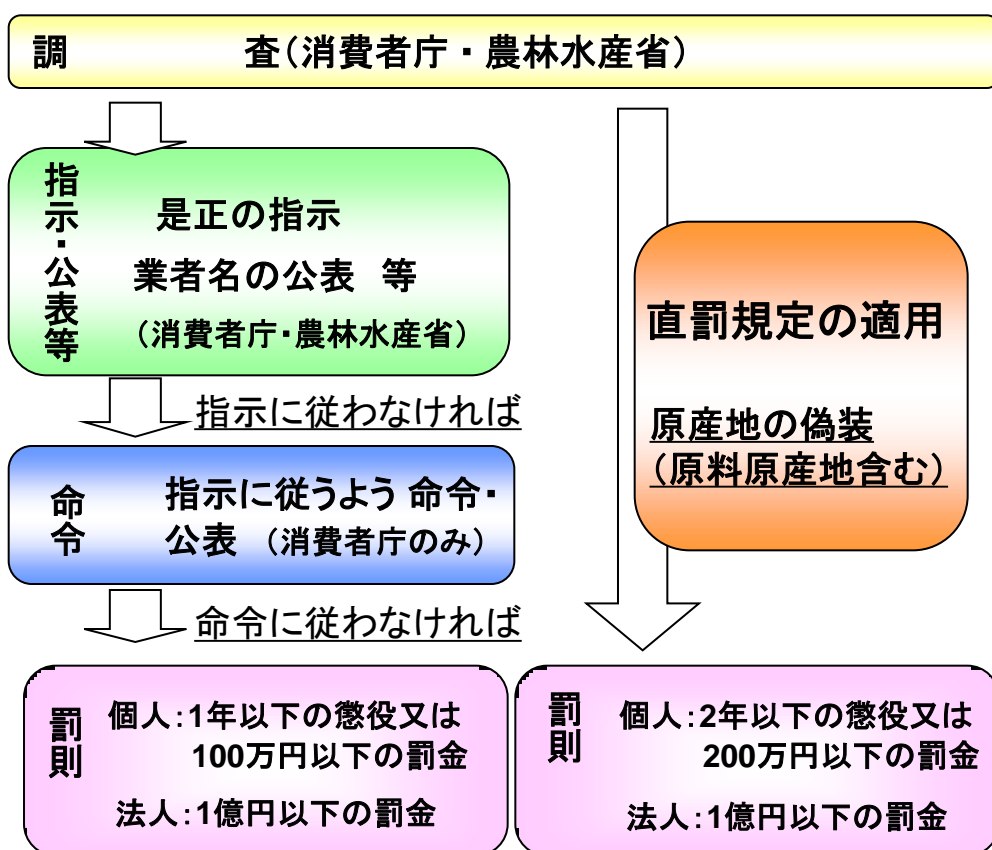 調　査(消費者庁・農林水産省)
指示・公表等
是正の指示
業者名の公表　等
(消費者庁・農林水産省)
指示に従わなければ
命令
指示に従うよう 命令・
公表　(消費者庁のみ)
命令に従わなければ
罰則
個人:1年以下の懲役又は
100万円以下の罰金
法人:1億円以下の罰金
直罰規定の適用
原産地の偽装
(原料原産地含む)
罰則
個人:2年以下の懲役又は
200万円以下の罰金
法人:1億円以下の罰金